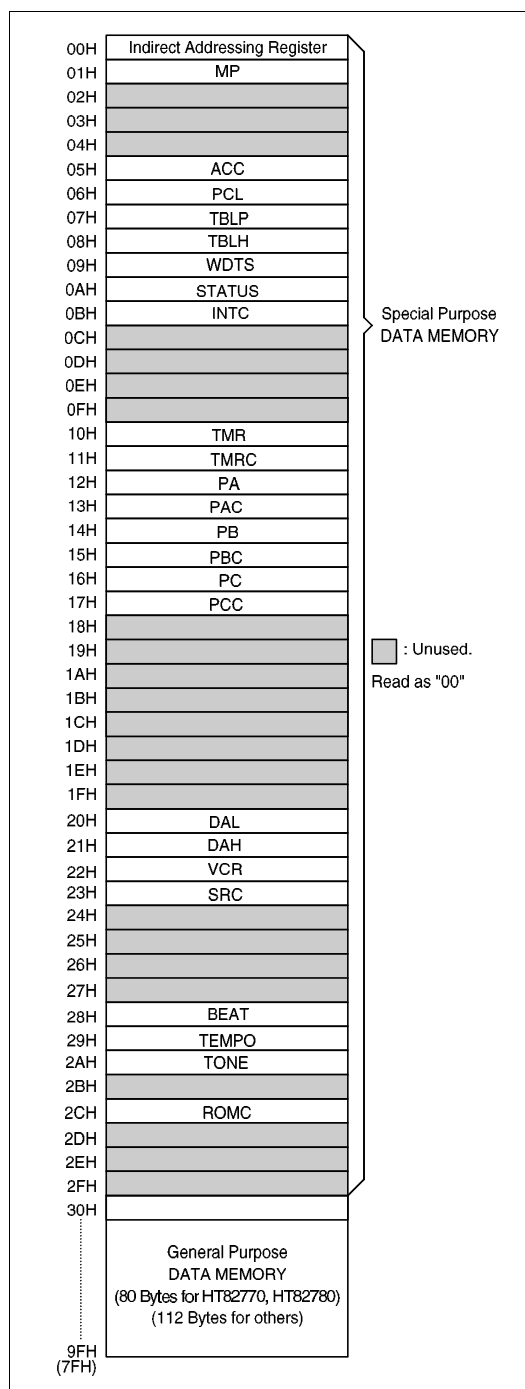 00H Indirect Addressing Register
01H MP
02H
03H
04H
05H ACC
06H PCL
07H TBLP
08H TBLH
09H WDTS
0AH STATUS
0BH INTC
Special Purpose
DATA MEMORY
0CH
0DH
0EH
0FH
10H TMR
11H TMRC
12H PA
13H PAC
14H PB
15H PBC
16H PC
17H PCC
18H
19H
: Unused.
Read as "00"
1AH
1BH
1CH
1DH
1EH
1FH
20H DAL
21H DAH
22H VCR
23H SRC
24H
25H
26H
27H
28H BEAT
29H TEMPO
2AH TONE
2BH
2CH ROMC
2DH
2EH
2FH
30H
General Purpose
DATA MEMORY
(80 Bytes for HT82770, HT82780)
(112 Bytes for others)
9FH
(7FH)